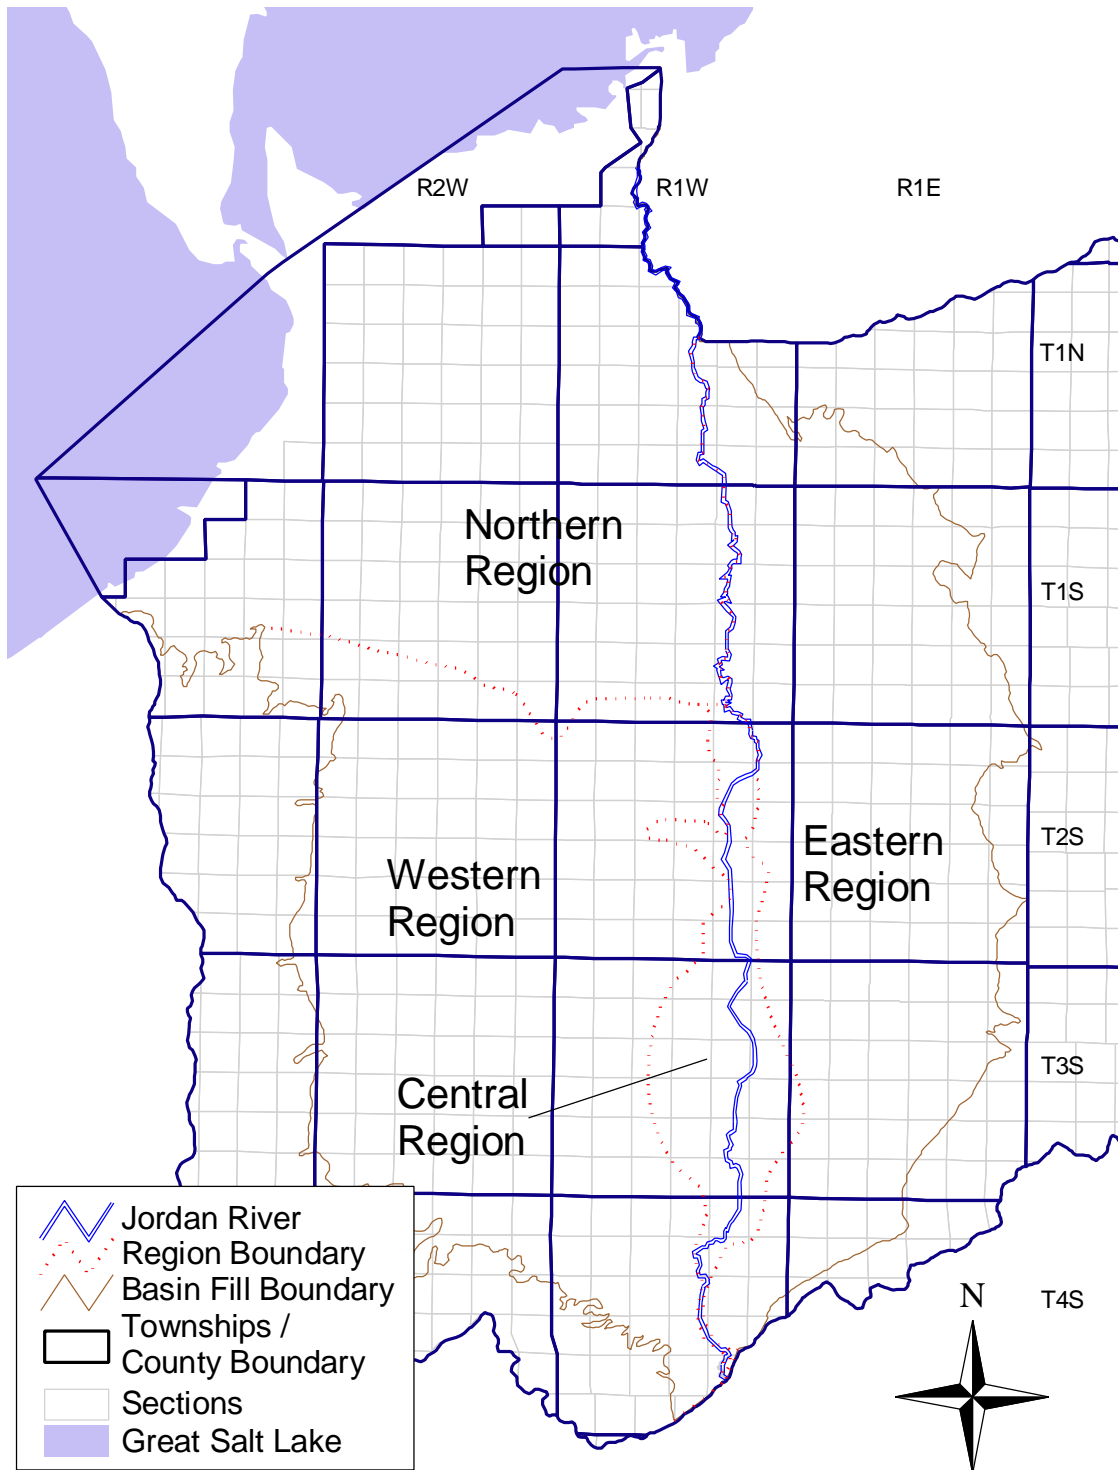 R2W
R1W
R1E
T1N
Northern
Region
T1S
Eastern
Region
T2S
Western
Region
T3S
Central
Region
Jordan River
Region Boundary
Basin Fill Boundary
Townships /
County Boundary
Sections
Great Salt Lake
N
T4S